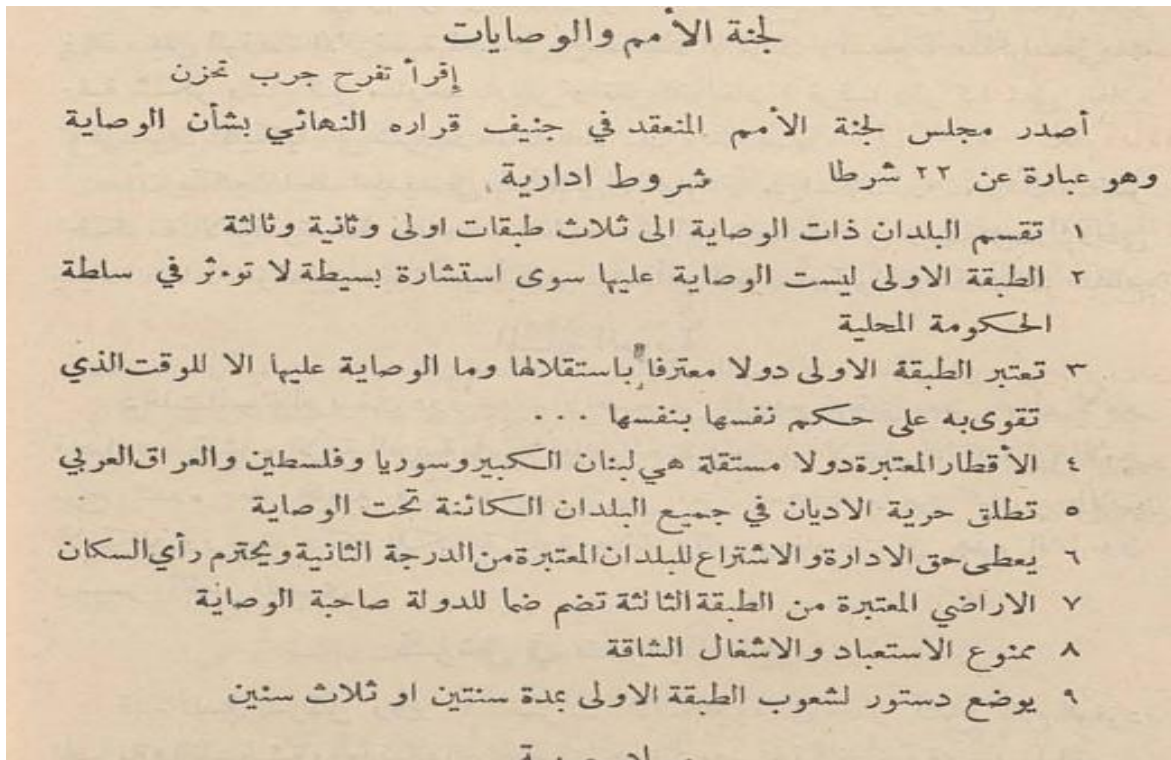 لجنة الأمم والوصايات
إقرأ تفرح جرب تحزن
أصدر مجلس لجنة الأمم المنعقد في جنيف قراره النهائي بشأن الوصاية
وهو عبارة عن ٢٢ شرطا شروط ادارية
١ تقسم البلدان ذات الوصاية الى ثلاث طبقات اولى وثانية وثالثة
٢ الطبقة الاولى ليست الوصاية عليها سوى استشارة بسيطة لا تؤثر في سلطة
الحكومة المحلية
٣ تعتبر الطبقة الاولى دولا معترفا باستقلالها وما الوصاية عليها الا للوقت الذي
تقوى به على حكم نفسها بنفسها ...
٤ الأقطار المعتبرة دولا مستقلة هي لبنان الكبير وسوريا وفلسطين والعراق العربي
٥ تطلق حرية الاديان في جميع البلدان الكائنة تحت الوصاية
٦ يعطى حق الادارة والاشتراع للبلدان المعتبرة من الدرجة الثانية ويحترم رأي السكان
٧ الاراضي المعتبرة من الطبقة الثالثة تضم ضما للدولة صاحبة الوصاية
٨ ممنوع الاستعباد والاشغال الشاقة
٩ يوضع دستور لشعوب الطبقة الاولى بمدة سنتين او ثلاث سنين